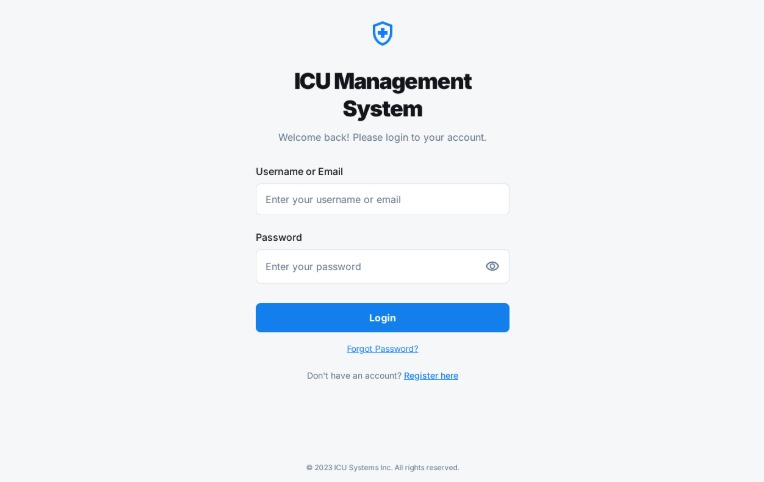 ICU Management
System
Welcome back! Please login to your account.
Username or Email
Enter your username or email
Password
Enter your password
Login
Forgot Password?
Don't have an account? Register here
© 2023 ICU Systems Inc. All rights reserved.